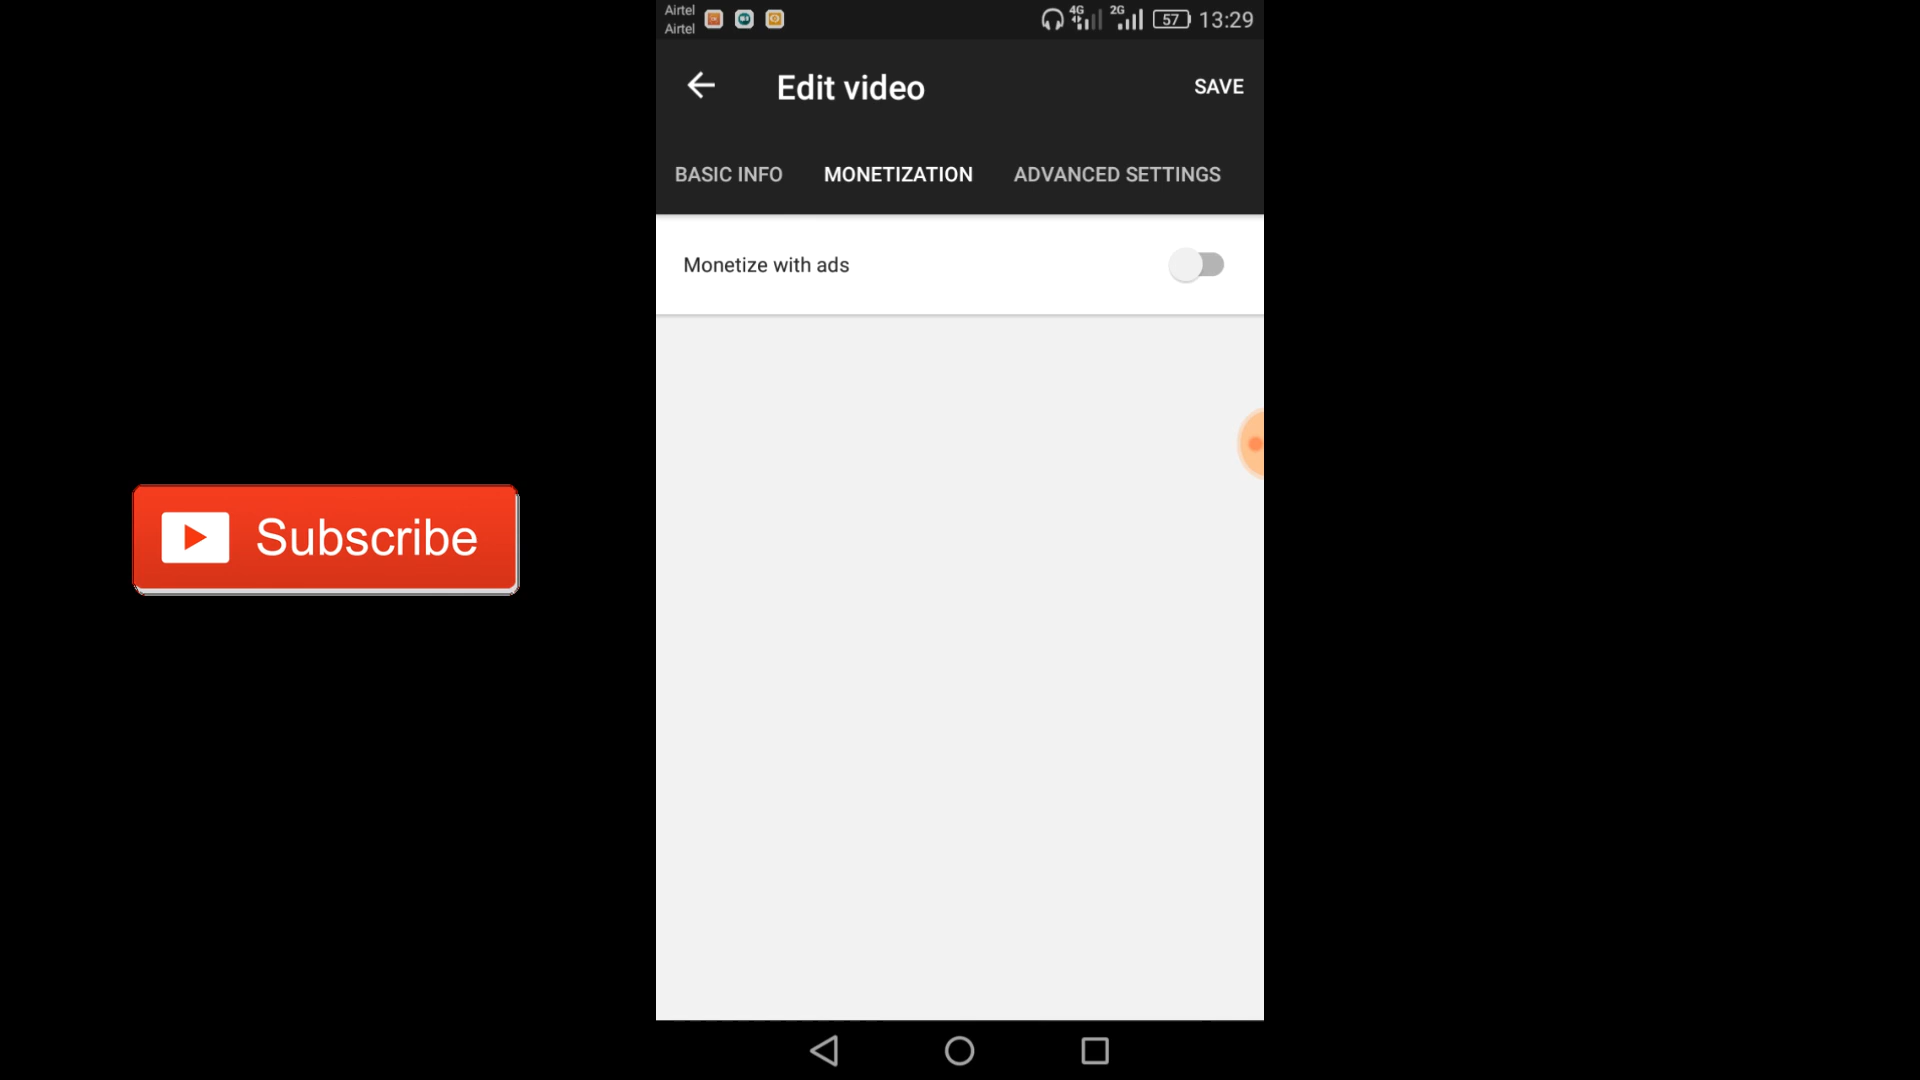 Airtel
Airtel
4G
2G
57
13:29
Edit video
SAVE
BASIC INFO
MONETIZATION
ADVANCED SETTINGS
Monetize with ads
Subscribe